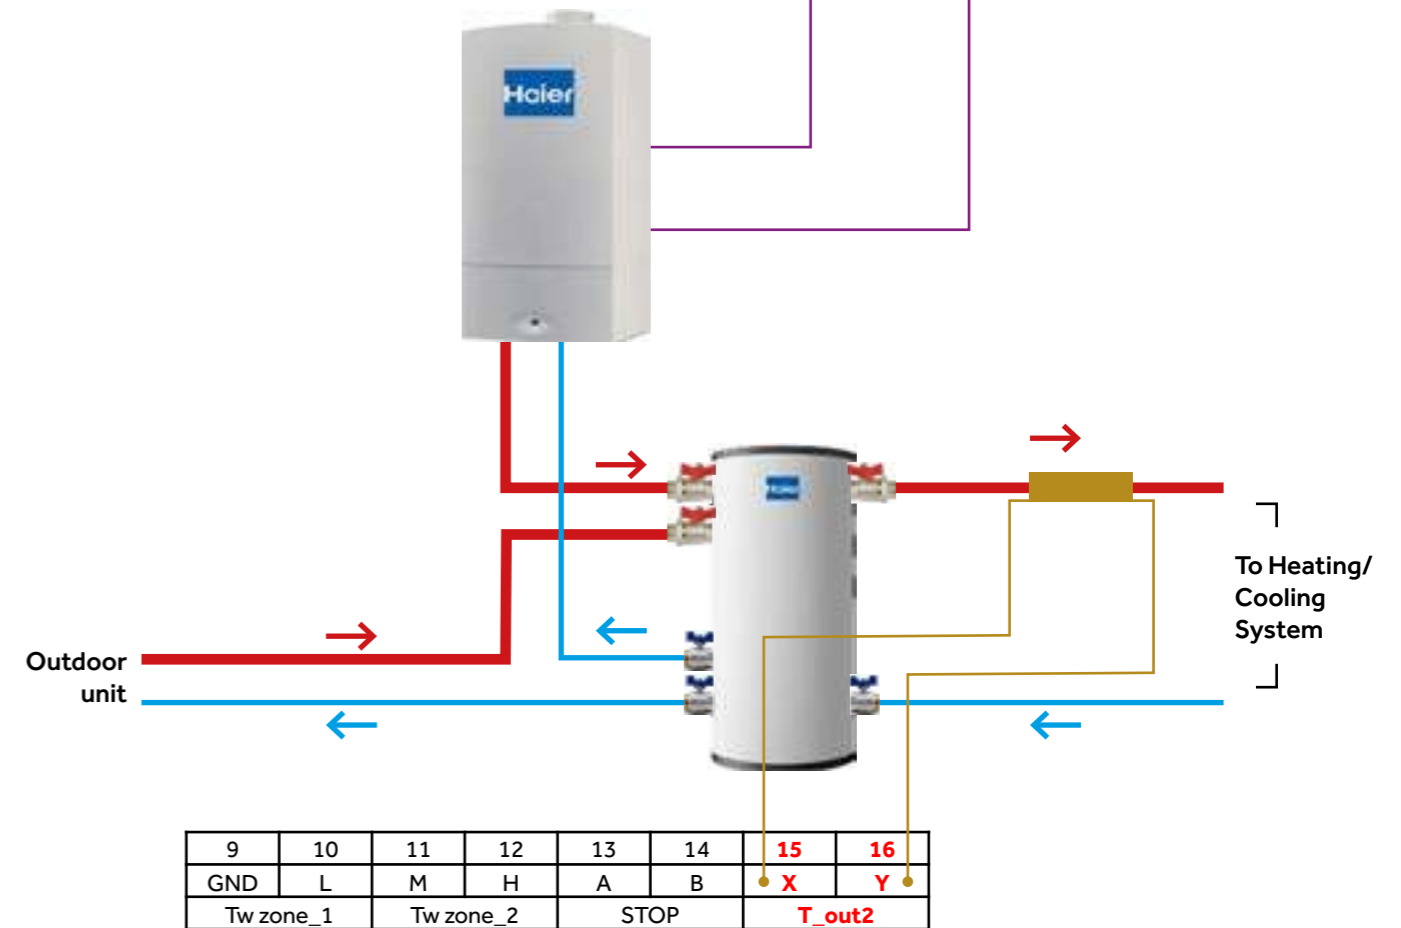 Haier
Haier
To Heating/
Cooling
System
Outdoor
unit
9 10 11 12 13 14 15 16
GND L M H A B X Y
Tw zone_1 Tw zone_2 STOP T_out2